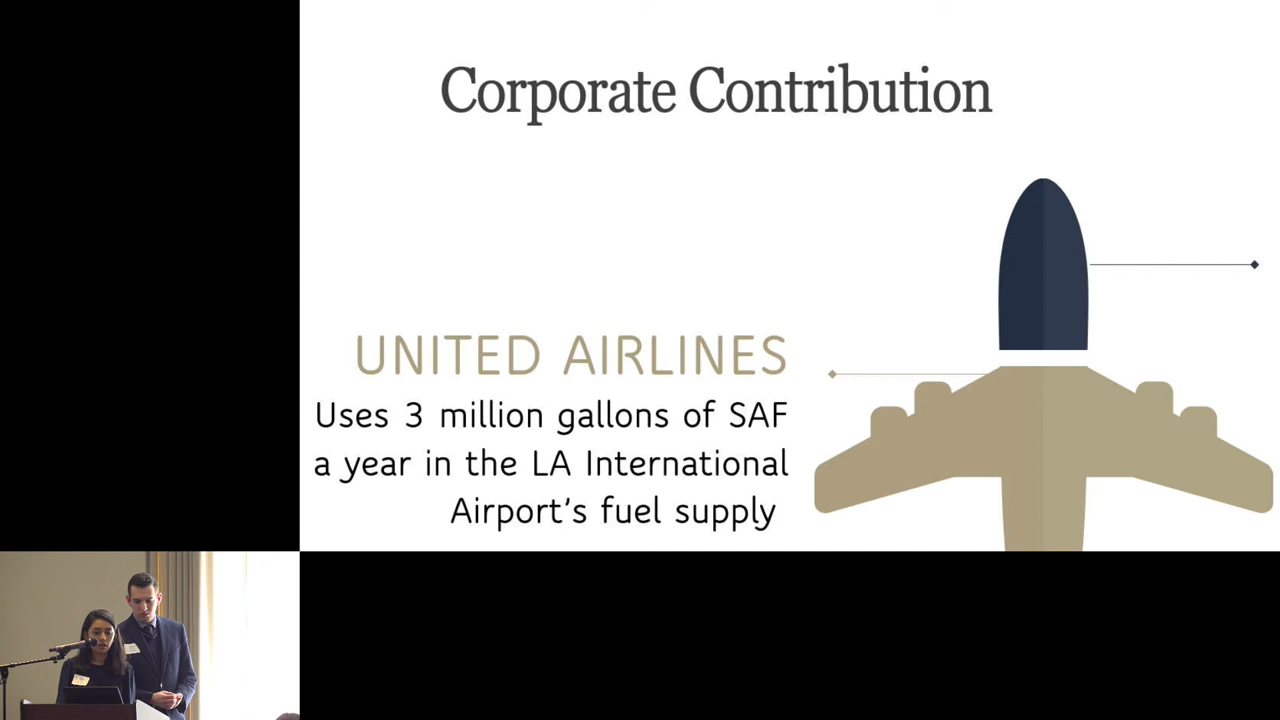 Corporate Contribution
UNITED AIRLINES
Uses 3 million gallons of SAF
a year in the LA International
Airport’s fuel supply